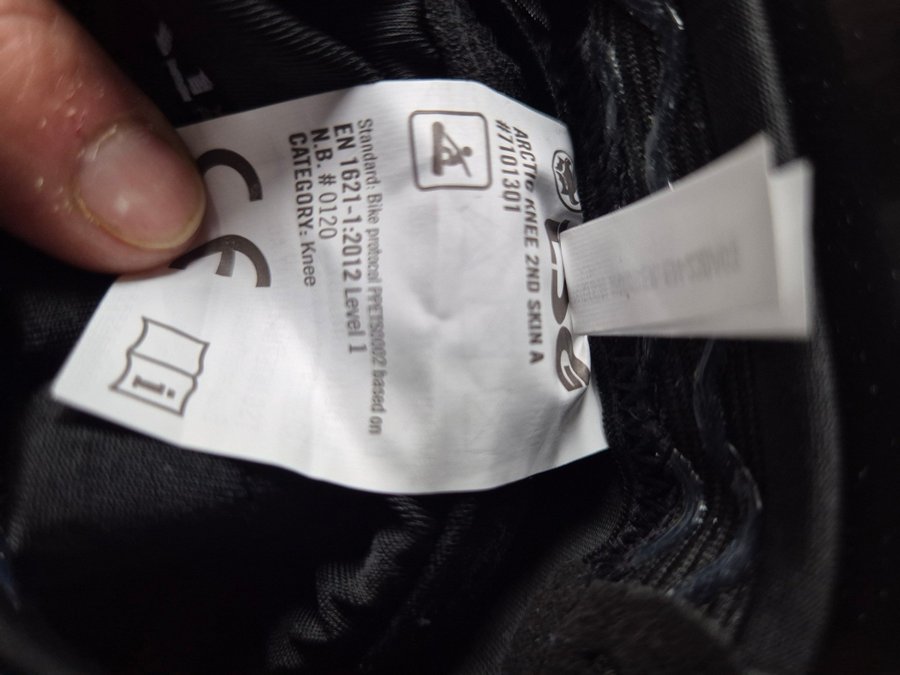 ARCTIC KNEE 2ND SKIN A
#7101301
Standard: Bike protocol PPETS9002 based on
EN 1621-1:2012 Level 1
N.B. # 0120
CATEGORY: Knee
CE
i